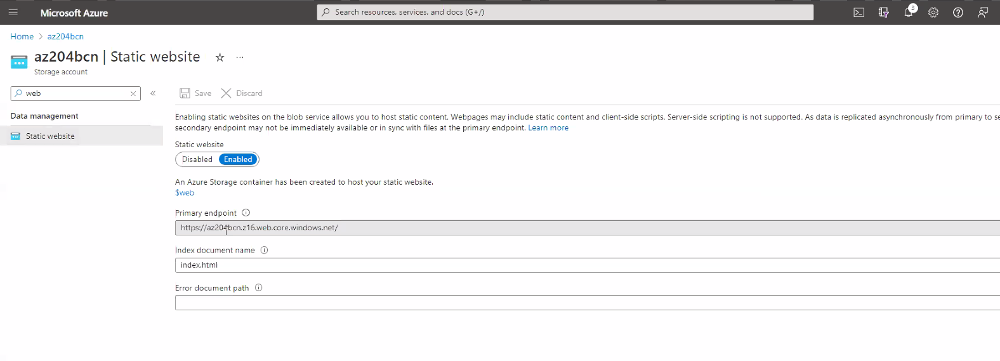 Microsoft Azure
Search resources, services, and docs (G+/)
3
Home > az204bcn
az204bcn | Static website
Storage account
web
Save
Discard
Data management
Static website
Enabling static websites on the blob service allows you to host static content. Webpages may include static content and client-side scripts. Server-side scripting is not supported. As data is replicated asynchronously from primary to se
secondary endpoint may not be immediately available or in sync with files at the primary endpoint. Learn more
Static website
Disabled Enabled
An Azure Storage container has been created to host your static website.
$web
Primary endpoint
https://az204bcn.z16.web.core.windows.net/
Index document name
index.html
Error document path